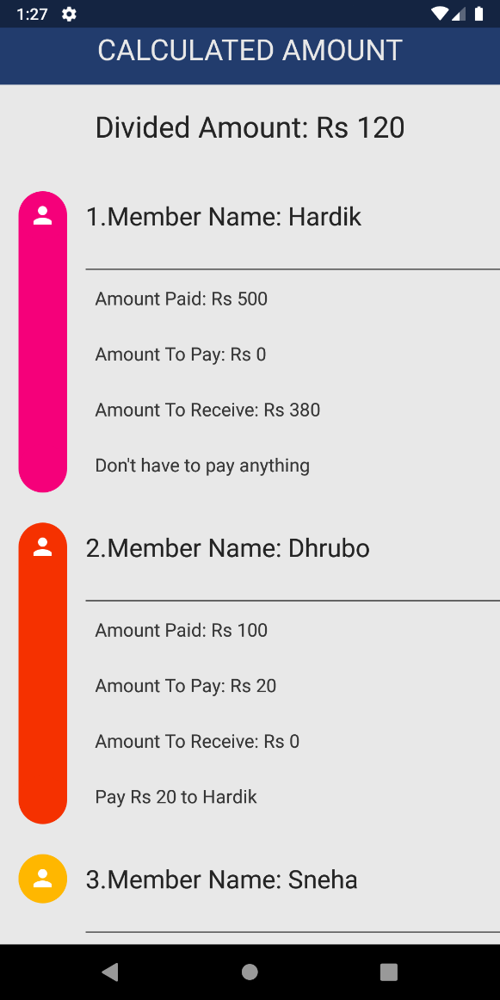 1:27
CALCULATED AMOUNT
Divided Amount: Rs 120
1.Member Name: Hardik
Amount Paid: Rs 500
Amount To Pay: Rs 0
Amount To Receive: Rs 380
Don't have to pay anything
2.Member Name: Dhrubo
Amount Paid: Rs 100
Amount To Pay: Rs 20
Amount To Receive: Rs 0
Pay Rs 20 to Hardik
3.Member Name: Sneha